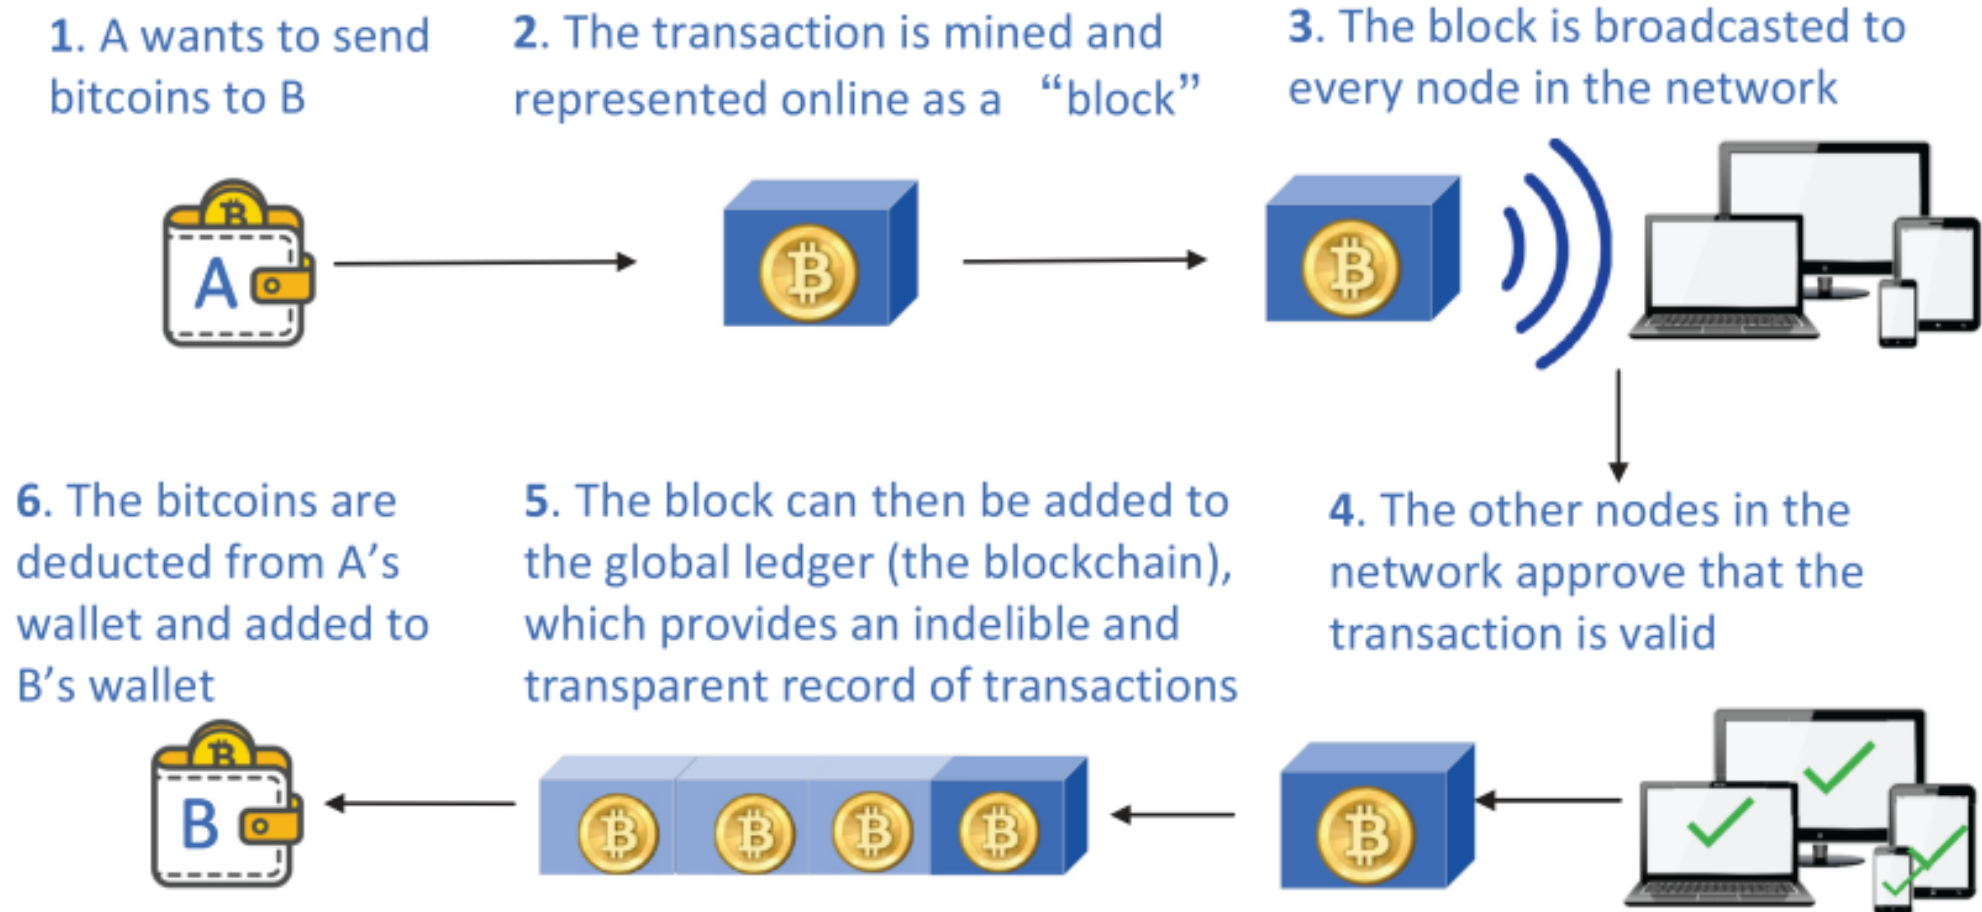 1. A wants to send
bitcoins to B
2. The transaction is mined and
represented online as a “block”
3. The block is broadcasted to
every node in the network
A
4. The other nodes in the
network approve that the
transaction is valid
5. The block can then be added to
the global ledger (the blockchain),
which provides an indelible and
transparent record of transactions
6. The bitcoins are
deducted from A’s
wallet and added to
B’s wallet
B